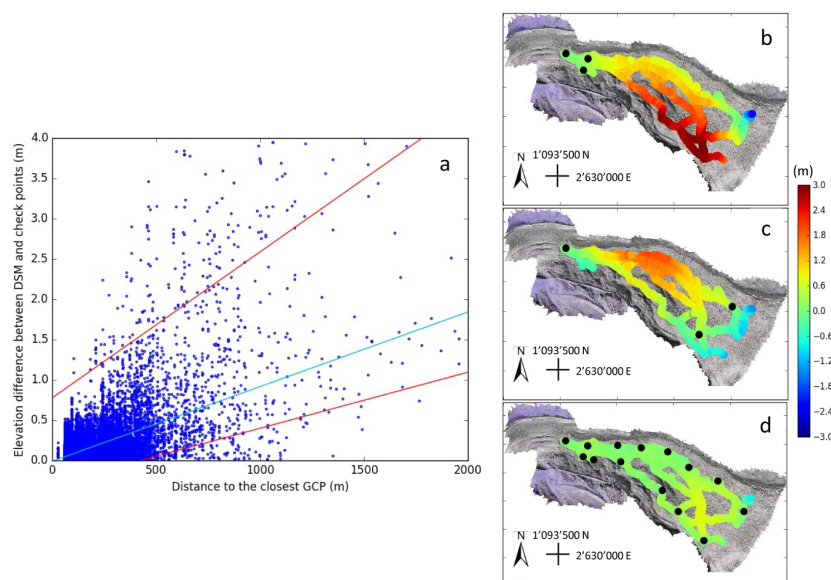 a
Elevation difference between DSM and check points (m)
4.0
3.5
3.0
2.5
2.0
1.5
1.0
0.5
0.0
0
500
1000
1500
2000
Distance to the closest GCP (m)
b
N
1'093'500 N
2'630'000 E
c
N
1'093'500 N
2'630'000 E
d
N
1'093'500 N
2'630'000 E
(m)
3.0
2.4
1.8
1.2
0.6
0.0
−0.6
−1.2
−1.8
−2.4
−3.0